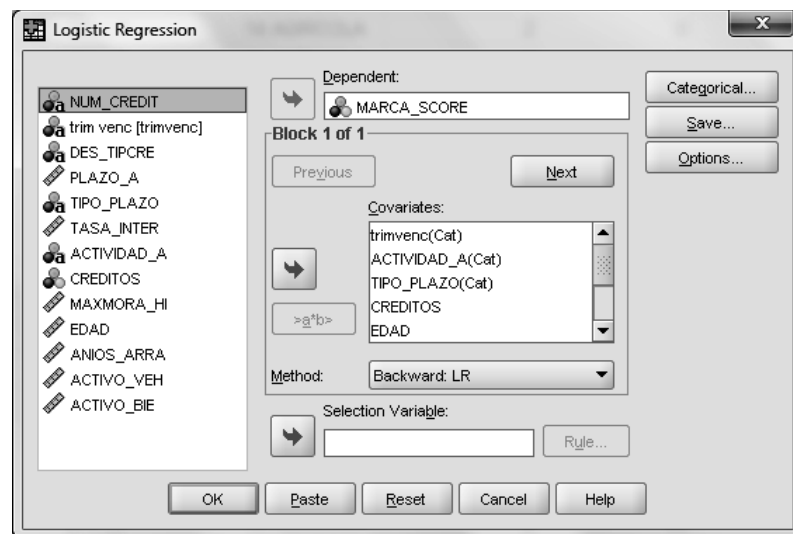 Logistic Regression
NUM_CREDIT
trim venc [trimvenc]
DES_TIPCRE
PLAZO_A
TIPO_PLAZO
TASA_INTER
ACTIVIDAD_A
CREDITOS
MAXMORA_HI
EDAD
ANIOS_ARRA
ACTIVO_VEH
ACTIVO_BIE
Dependent:
MARCA_SCORE
Block 1 of 1
Previous
Next
Covariates:
trimvenc(Cat)
ACTIVIDAD_A(Cat)
TIPO_PLAZO(Cat)
CREDITOS
EDAD
>a*b>
Method:
Backward: LR
Selection Variable:
Rule...
Categorical...
Save...
Options...
OK
Paste
Reset
Cancel
Help